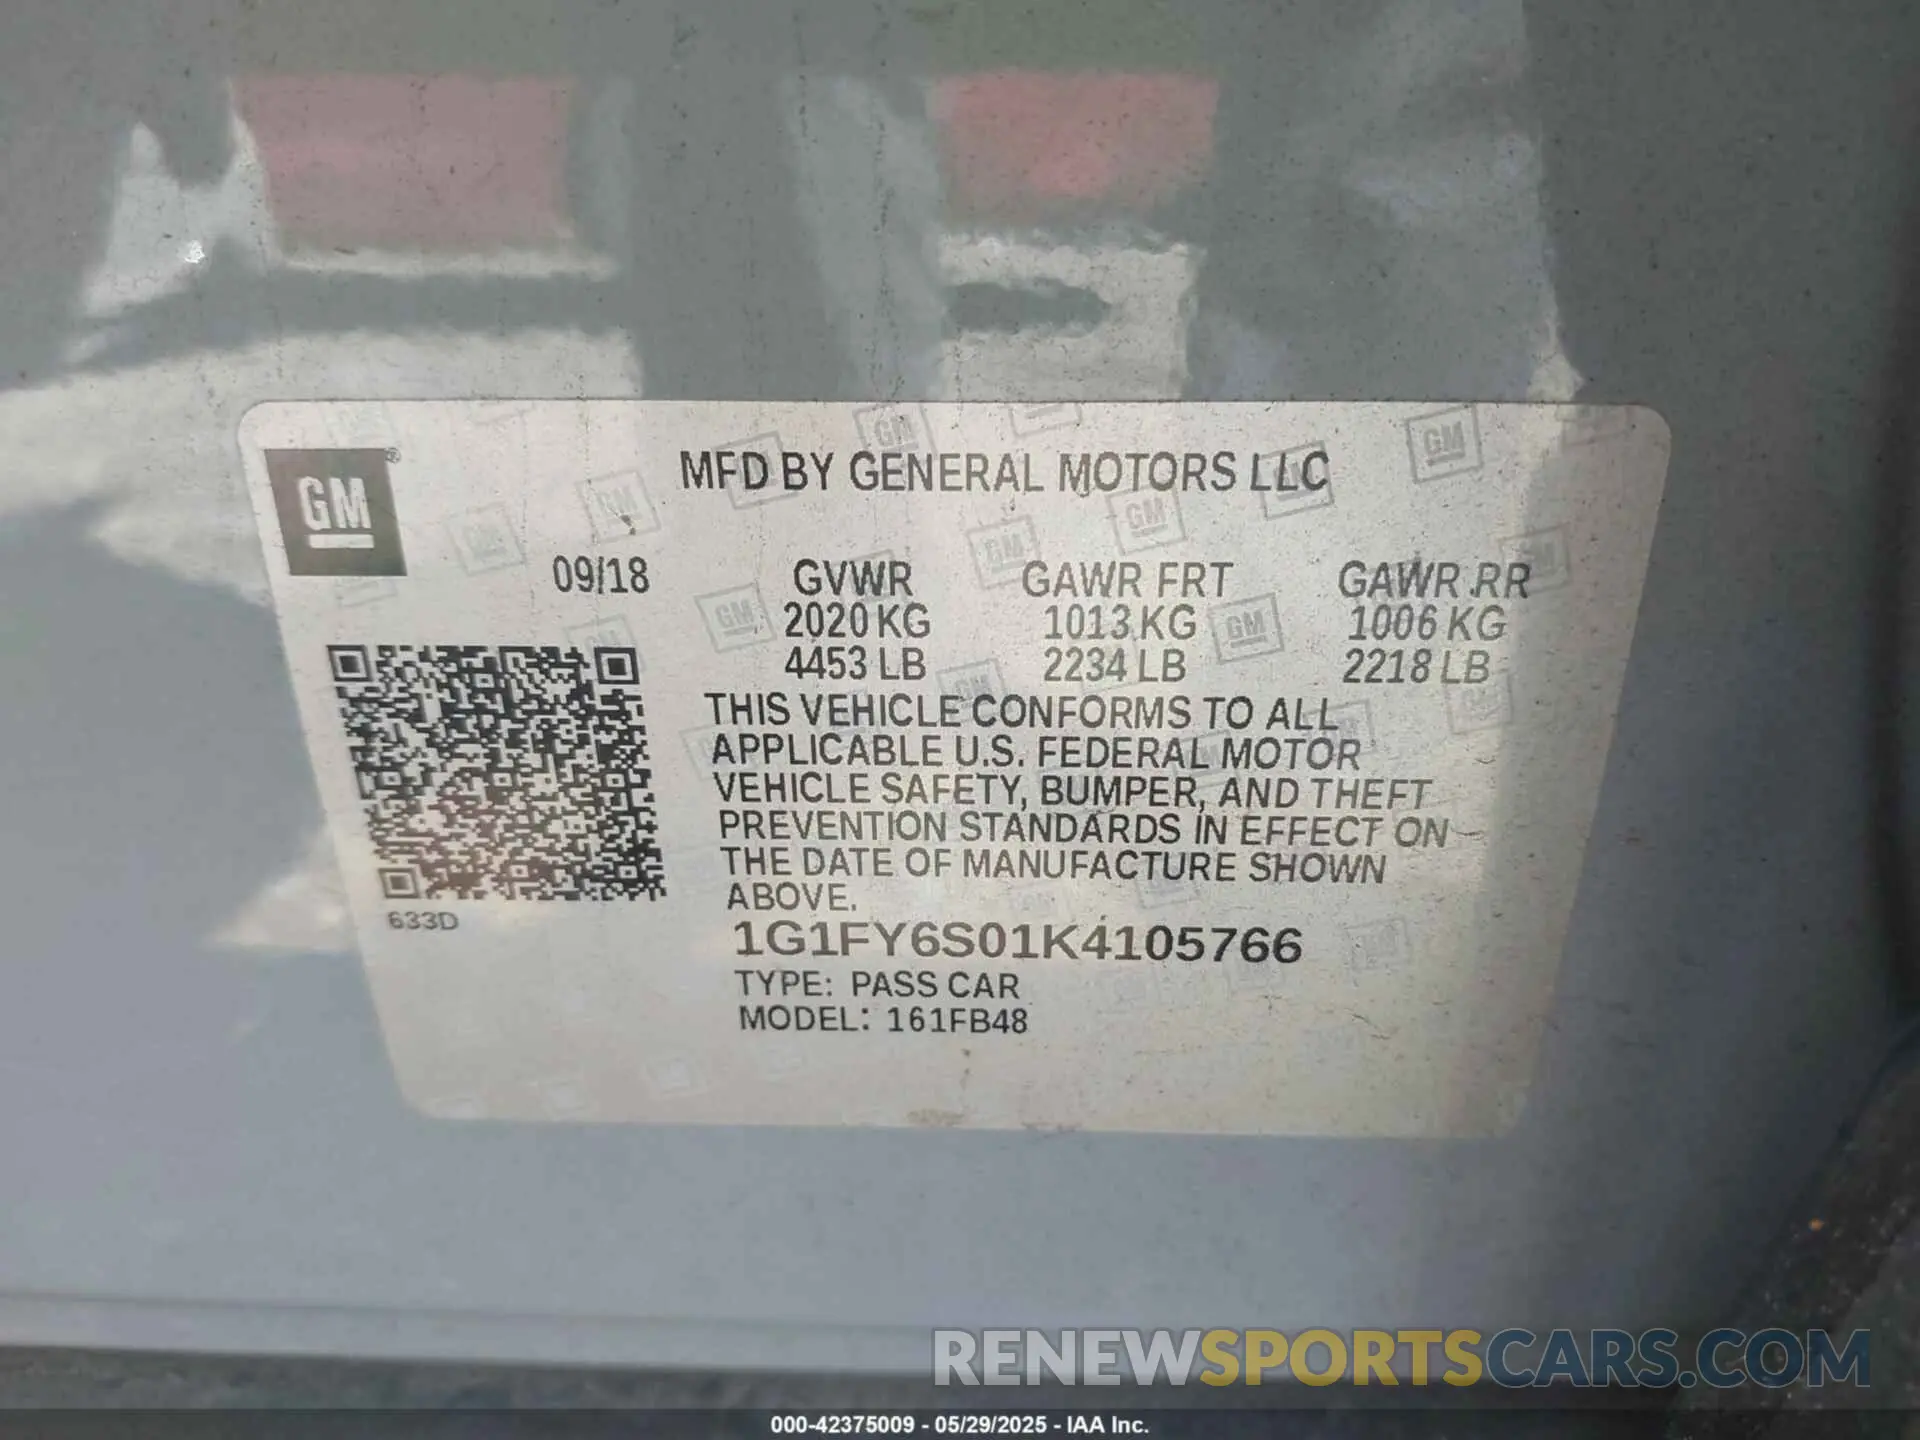 GM ®
MFD BY GENERAL MOTORS LLC
09/18 GVWR GAWR FRT GAWR RR
2020 KG 1013 KG 1006 KG
4453 LB 2234 LB 2218 LB
THIS VEHICLE CONFORMS TO ALL
APPLICABLE U.S. FEDERAL MOTOR
VEHICLE SAFETY, BUMPER, AND THEFT
PREVENTION STANDARDS IN EFFECT ON
THE DATE OF MANUFACTURE SHOWN
ABOVE.
633D
1G1FY6S01K4105766
TYPE: PASS CAR
MODEL: 161FB48
RENEWSPORTSCARS.COM
000-42375009 - 05/29/2025 - IAA Inc.